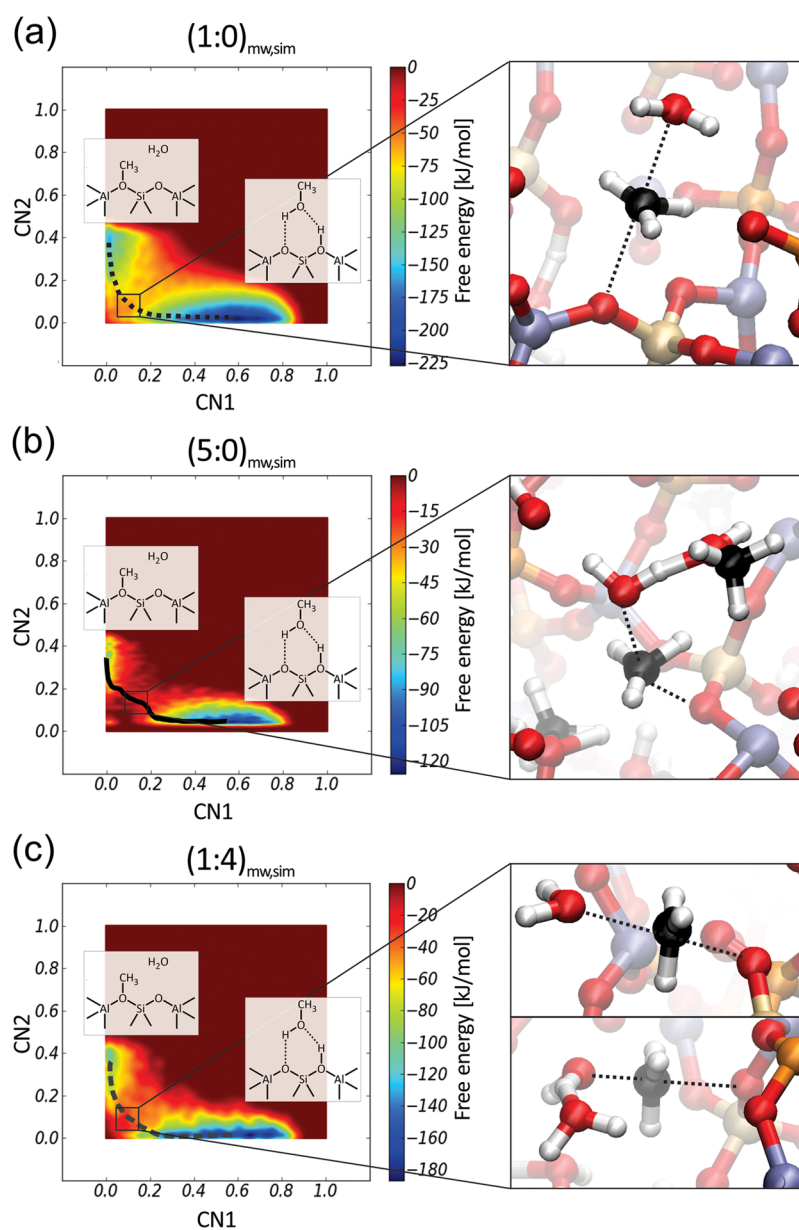 (a)
(1:0)mw,sim
1.0
0.8
0.6
0.4
0.2
0.0
CN2
0.0 0.2 0.4 0.6 0.8 1.0
CN1
H2O
CH3
O O
Al Si Al
CH3
O
H H
O O
Al Si Al
0
−25
−50
−75
−100
−125
−150
−175
−200
−225
Free energy [kJ/mol]
(b)
(5:0)mw,sim
1.0
0.8
0.6
0.4
0.2
0.0
CN2
0.0 0.2 0.4 0.6 0.8 1.0
CN1
H2O
CH3
O O
Al Si Al
CH3
O
H H
O O
Al Si Al
0
−15
−30
−45
−60
−75
−90
−105
−120
Free energy [kJ/mol]
(c)
(1:4)mw,sim
1.0
0.8
0.6
0.4
0.2
0.0
CN2
0.0 0.2 0.4 0.6 0.8 1.0
CN1
H2O
CH3
O O
Al Si Al
CH3
O
H H
O O
Al Si Al
0
−20
−40
−60
−80
−100
−120
−140
−160
−180
Free energy [kJ/mol]